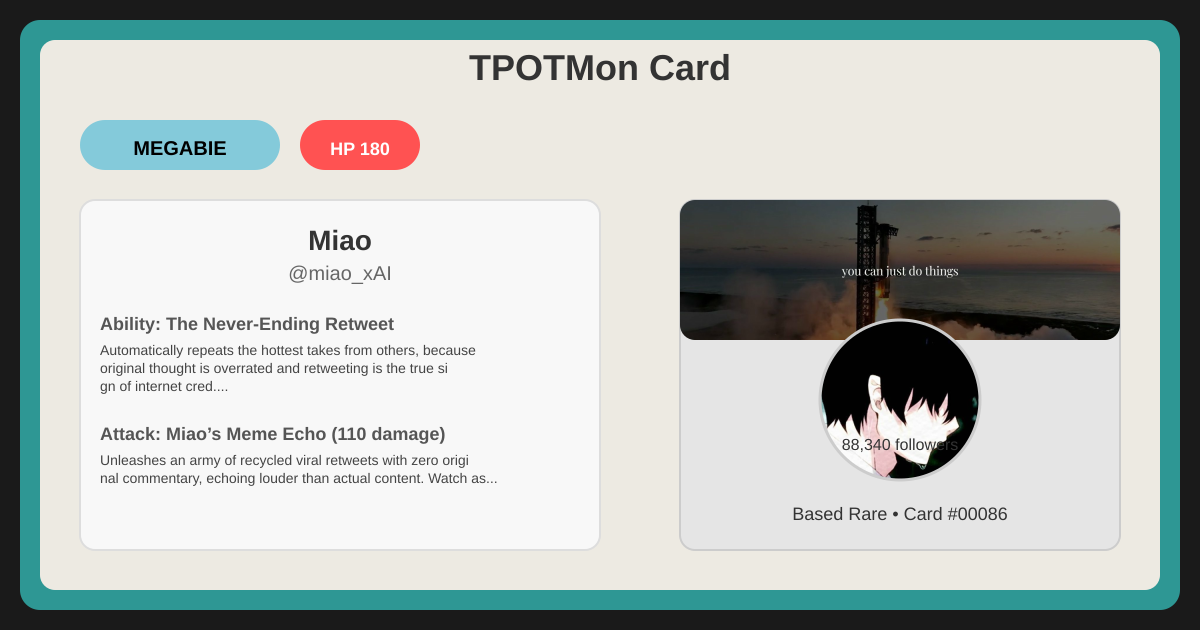 TPOTMon Card
MEGABIE
HP 180
Miao
@miao_xAI
Ability: The Never-Ending Retweet
Automatically repeats the hottest takes from others, because
original thought is overrated and retweeting is the true si
gn of internet cred....
Attack: Miao’s Meme Echo (110 damage)
Unleashes an army of recycled viral retweets with zero origi
nal commentary, echoing louder than actual content. Watch as...
you can just do things
88,340 followers
Based Rare • Card #00086